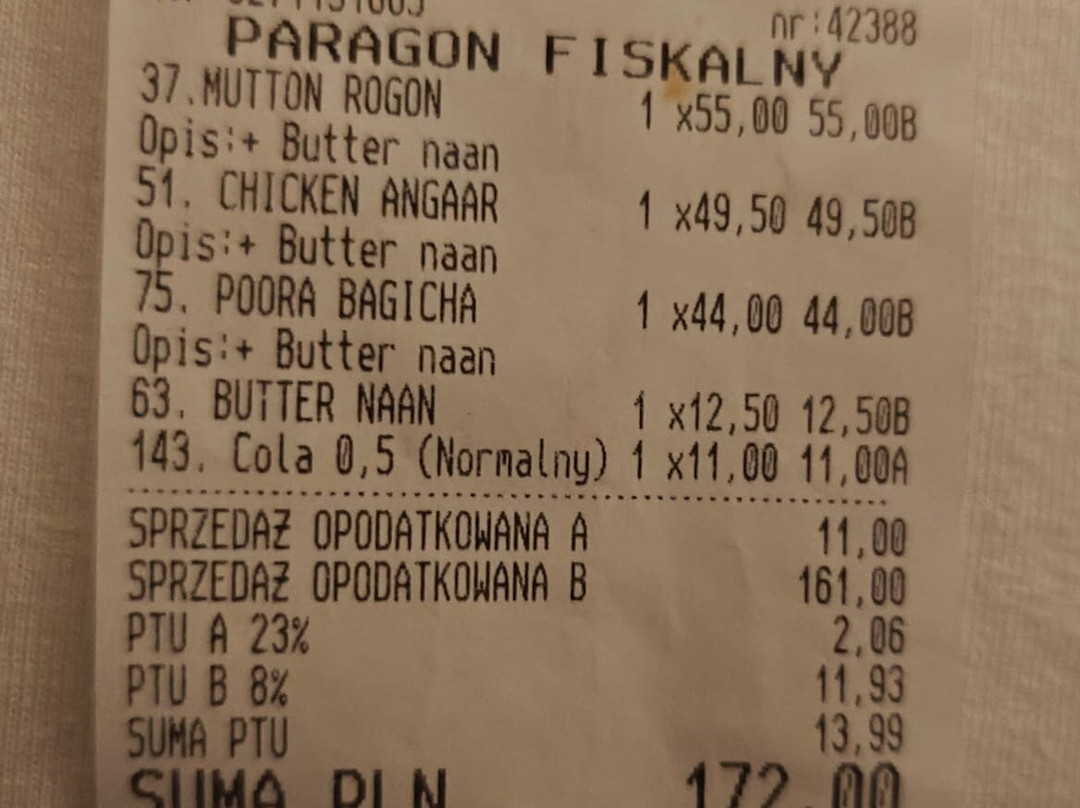 nr:42388
PARAGON FISKALNY
37.MUTTON ROGON 1 x55,00 55,00B
Opis:+ Butter naan
51. CHICKEN ANGAAR 1 x49,50 49,50B
Opis:+ Butter naan
75. POORA BAGICHA 1 x44,00 44,00B
Opis:+ Butter naan
63. BUTTER NAAN 1 x12,50 12,50B
143. Cola 0,5 (Normalny) 1 x11,00 11,00A
SPRZEDAŻ OPODATKOWANA A 11,00
SPRZEDAŻ OPODATKOWANA B 161,00
PTU A 23% 2,06
PTU B 8% 11,93
SUMA PTU 13,99
SUMA PLN 172,00